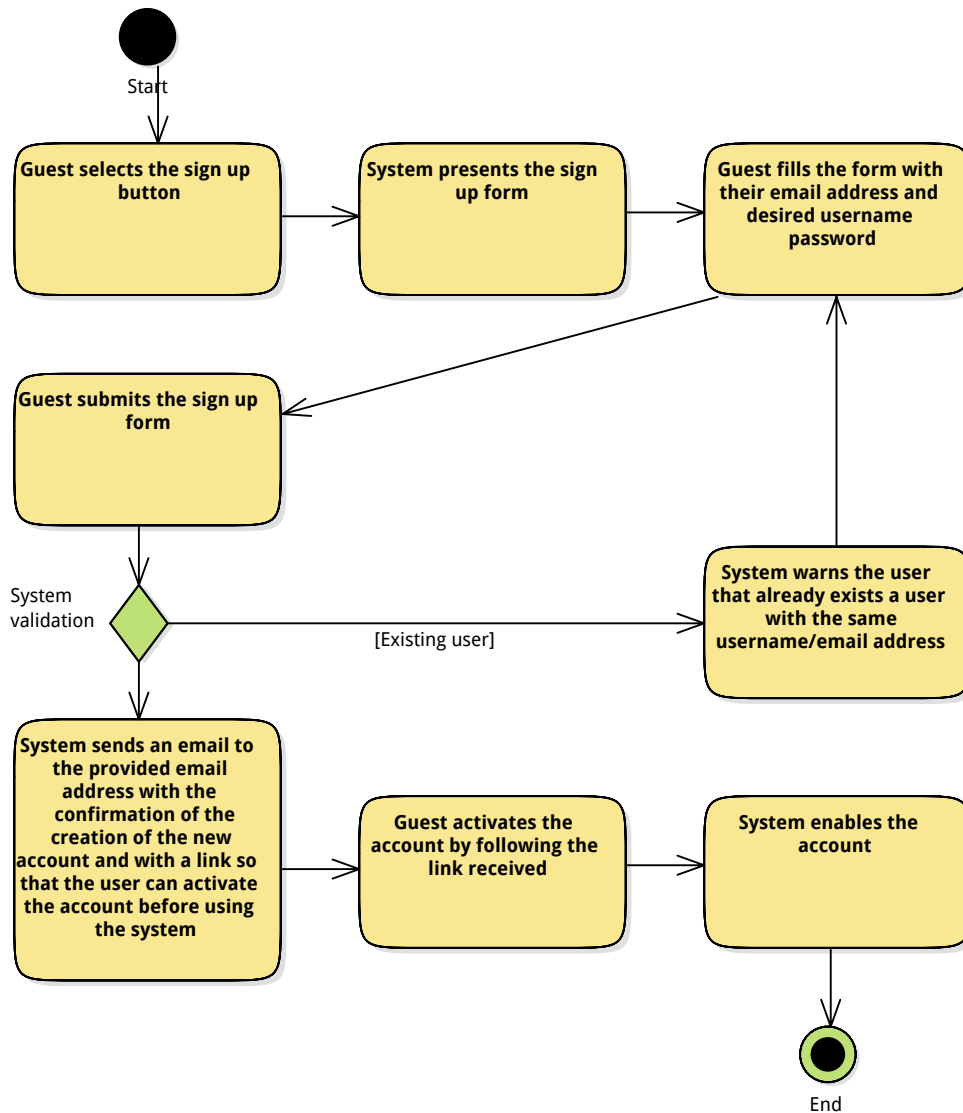 Start
Guest selects the sign up
button
System presents the sign
up form
Guest fills the form with
their email address and
desired username
password
Guest submits the sign up
form
System
validation
[Existing user]
System warns the user
that already exists a user
with the same
username/email address
System sends an email to
the provided email
address with the
confirmation of the
creation of the new
account and with a link so
that the user can activate
the account before using
the system
Guest activates the
account by following the
link received
System enables the
account
End